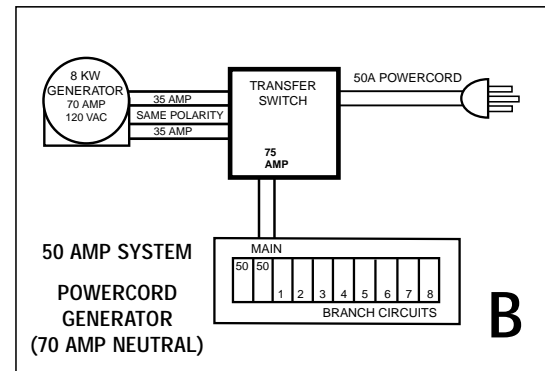 8 KW
GENERATOR
70 AMP
120 VAC
35 AMP
SAME POLARITY
35 AMP
TRANSFER
SWITCH
75
AMP
50A POWERCORD
50 AMP SYSTEM
POWERCORD
GENERATOR
(70 AMP NEUTRAL)
MAIN
50 50
1 2 3 4 5 6 7 8
BRANCH CIRCUITS
B